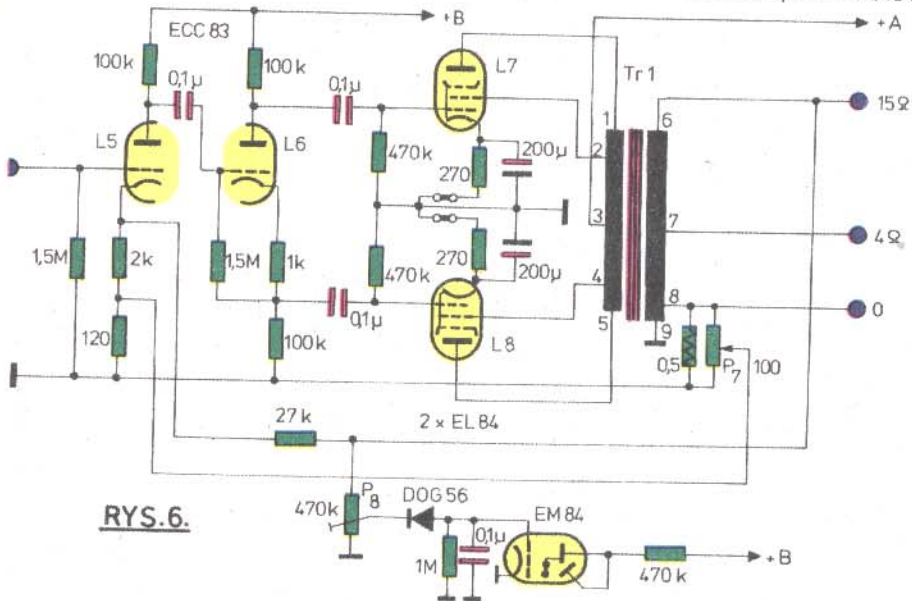 ECC 83
+B
+A
100k
0,1μ
100k
0,1μ
L7
Tr 1
L5
L6
470k
270
200μ
1
2
3
4
5
6
7
8
9
15Ω
4Ω
0
1,5M
2k
1,5M
1k
470k
270
200μ
120
100k
0,1μ
L8
0,5
P7
100
27k
2 x EL 84
P8
470k
DOG 56
EM 84
0,1μ
1M
470k
+B
RYS.6.